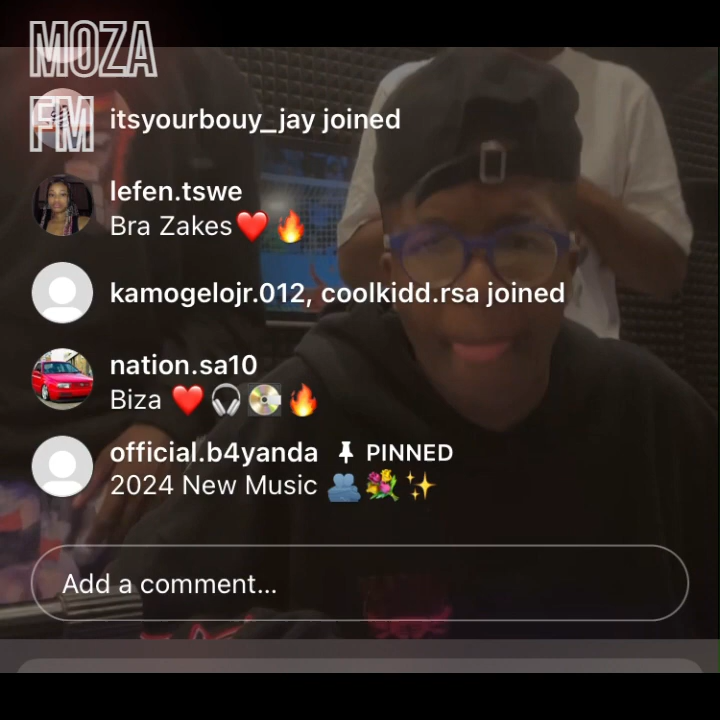 MOZA
FM
itsyourbouy_jay joined
lefen.tswe
Bra Zakes❤️🔥
kamogelojr.012, coolkidd.rsa joined
nation.sa10
Biza ❤️🎧💽🔥
official.b4yanda 📌 PINNED
2024 New Music 🫂💐✨
Add a comment...